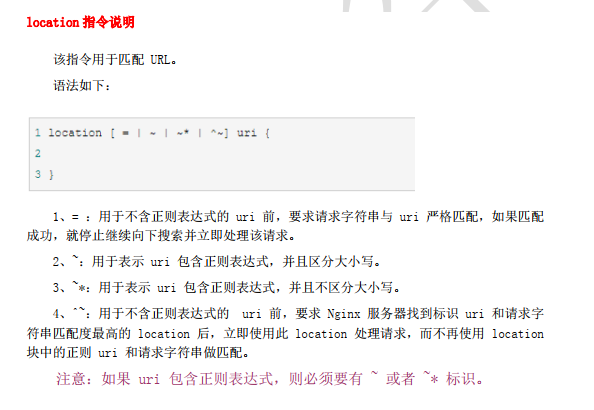 location 指令说明
该指令用于匹配 URL。
语法如下：
1 location [ = | ~ | ~* | ^~] uri {
2
3 }
1、= ：用于不含正则表达式的 uri 前，要求请求字符串与 uri 严格匹配，如果匹配
成功，就停止继续向下搜索并立即处理该请求。
2、~：用于表示 uri 包含正则表达式，并且区分大小写。
3、~*：用于表示 uri 包含正则表达式，并且不区分大小写。
4、^~：用于不含正则表达式的 uri 前，要求 Nginx 服务器找到标识 uri 和请求字
符串匹配度最高的 location 后，立即使用此 location 处理请求，而不再使用 location
块中的正则 uri 和请求字符串做匹配。
注意：如果 uri 包含正则表达式，则必须要有 ~ 或者 ~* 标识。